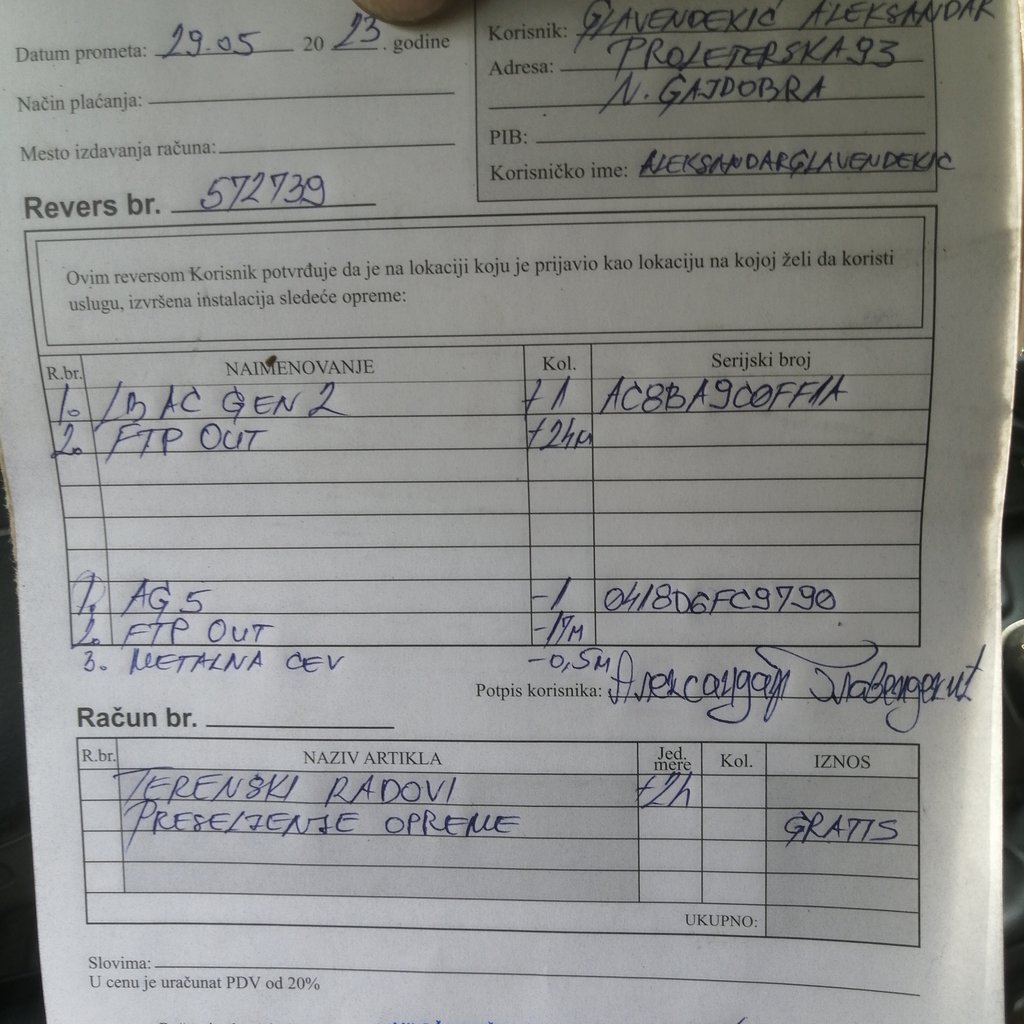 Datum prometa: 29.05 20 23. godine
Način plaćanja:
Mesto izdavanja računa:
Korisnik: GLAVENDEKIĆ ALEKSANDAR
Adresa: PROLETERSKA 93
N. GAJDOBRA
PIB:
Korisničko ime: ALEKSANDARGLAVENDEKIC
Revers br. 572739
Ovim reversom Korisnik potvrđuje da je na lokaciji koju je prijavio kao lokaciju na kojoj želi da koristi
uslugu, izvršena instalacija sledeće opreme:
R.br. NAIMENOVANJE Kol. Serijski broj
1. LB AC GEN 2 +1 AC8BA9C0FF1A
2. FTP OUT +24M
1. AG 5 -1 0418D6FC9790
2. FTP OUT -17M
3. METALNA CEV -0,5M
Potpis korisnika: Александар Главендекић
Račun br.
R.br. NAZIV ARTIKLA Jed. mere Kol. IZNOS
TERENSKI RADOVI +2h
PRESELJENJE OPREME GRATIS
UKUPNO:
Slovima:
U cenu je uračunat PDV od 20%